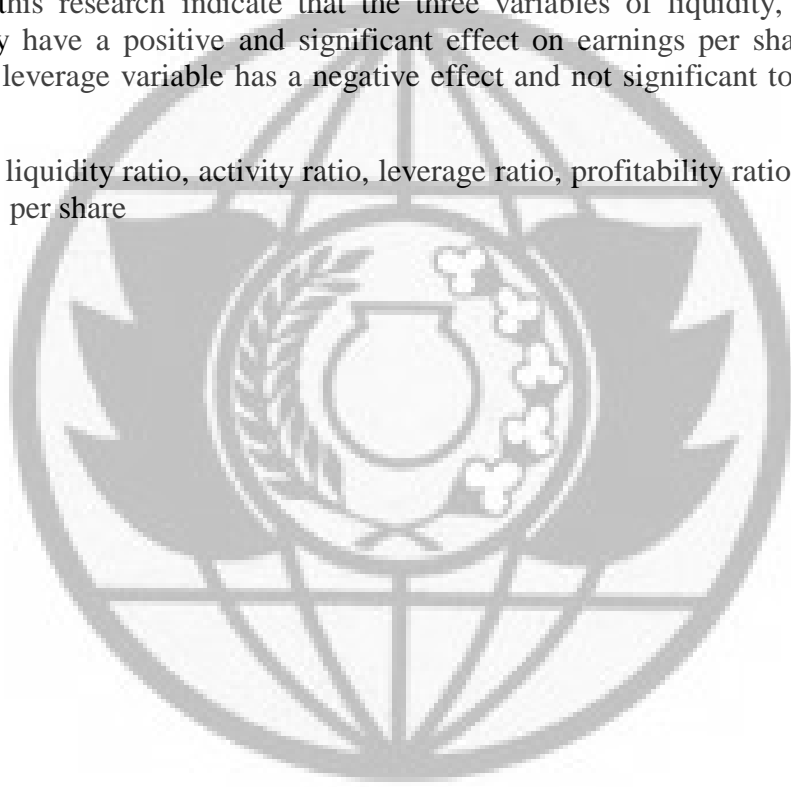 this research indicate that the three variables of liquidity,
have a positive and significant effect on earnings per sha
leverage variable has a negative effect and not significant to
liquidity ratio, activity ratio, leverage ratio, profitability ratio
per share